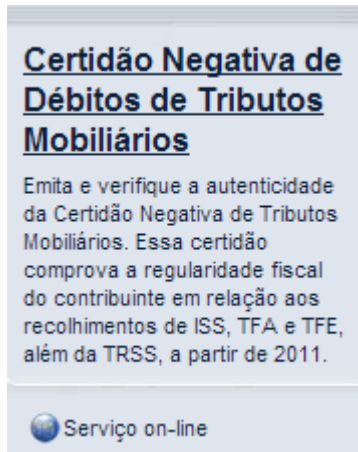 Certidão Negativa de
Débitos de Tributos
Mobiliários
Emita e verifique a autenticidade
da Certidão Negativa de Tributos
Mobiliários. Essa certidão
comprova a regularidade fiscal
do contribuinte em relação aos
recolhimentos de ISS, TFA e TFE,
além da TRSS, a partir de 2011.
Serviço on-line